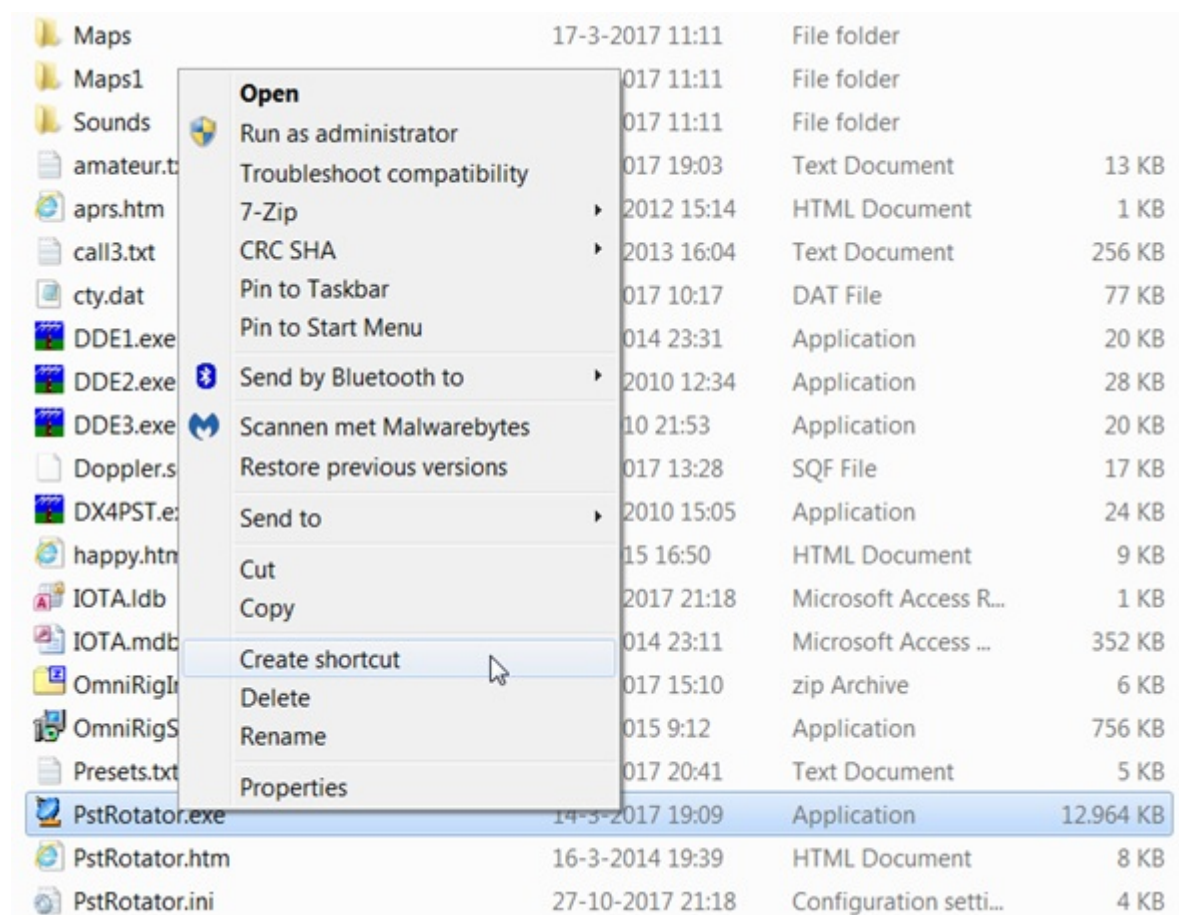 Maps 17-3-2017 11:11 File folder
Maps1 017 11:11 File folder
Open
Sounds 017 11:11 File folder
Run as administrator
amateur.t 017 19:03 Text Document 13 KB
Troubleshoot compatibility
aprs.htm 7-Zip 2012 15:14 HTML Document 1 KB
call3.txt CRC SHA 2013 16:04 Text Document 256 KB
cty.dat Pin to Taskbar 017 10:17 DAT File 77 KB
DDE1.exe Pin to Start Menu 014 23:31 Application 20 KB
DDE2.exe Send by Bluetooth to 2010 12:34 Application 28 KB
DDE3.exe Scannen met Malwarebytes 10 21:53 Application 20 KB
Doppler.s Restore previous versions 017 13:28 SQF File 17 KB
DX4PST.e Send to 2010 15:05 Application 24 KB
happy.htm 15 16:50 HTML Document 9 KB
Cut
IOTA.ldb Copy 2017 21:18 Microsoft Access R... 1 KB
IOTA.mdb 014 23:11 Microsoft Access ... 352 KB
Create shortcut
OmniRigI 017 15:10 zip Archive 6 KB
Delete
OmniRigS Rename 015 9:12 Application 756 KB
Presets.txt 017 20:41 Text Document 5 KB
Properties
PstRotator.exe 14-3-2017 19:09 Application 12.964 KB
PstRotator.htm 16-3-2014 19:39 HTML Document 8 KB
PstRotator.ini 27-10-2017 21:18 Configuration setti... 4 KB